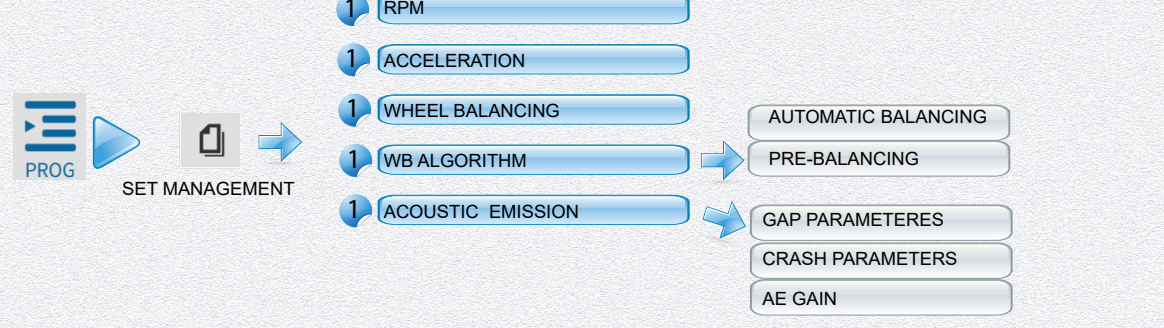 1 RPM
1 ACCELERATION
1 WHEEL BALANCING
1 WB ALGORITHM
1 ACOUSTIC EMISSION
PROG
SET MANAGEMENT
AUTOMATIC BALANCING
PRE-BALANCING
GAP PARAMETERES
CRASH PARAMETERS
AE GAIN